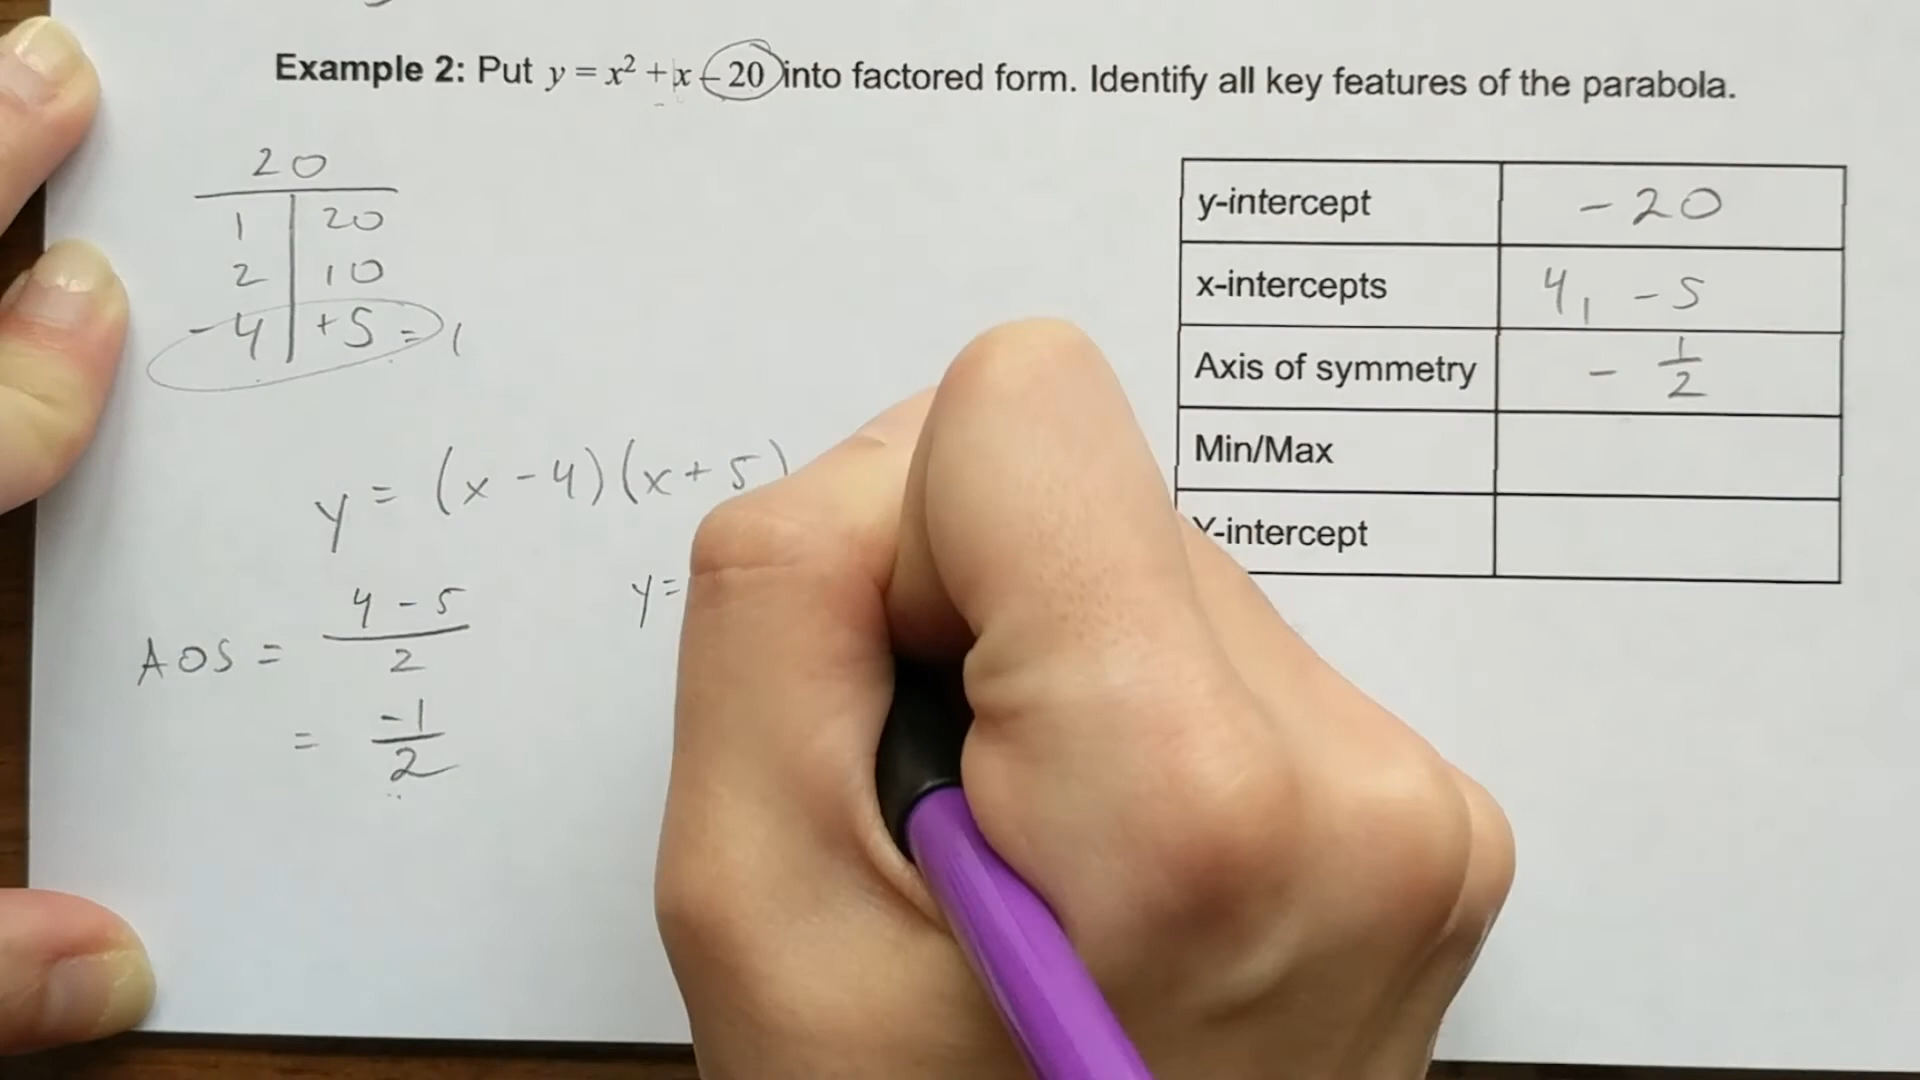 Example 2: Put y = x² + x – 20 into factored form. Identify all key features of the parabola.
20
1 20
2 10
-4 +5 = 1
y = (x - 4)(x + 5)
AOS = 4 - 5 / 2
= -1 / 2
y =
y-intercept -20
x-intercepts 4, -5
Axis of symmetry - 1/2
Min/Max
Y-intercept